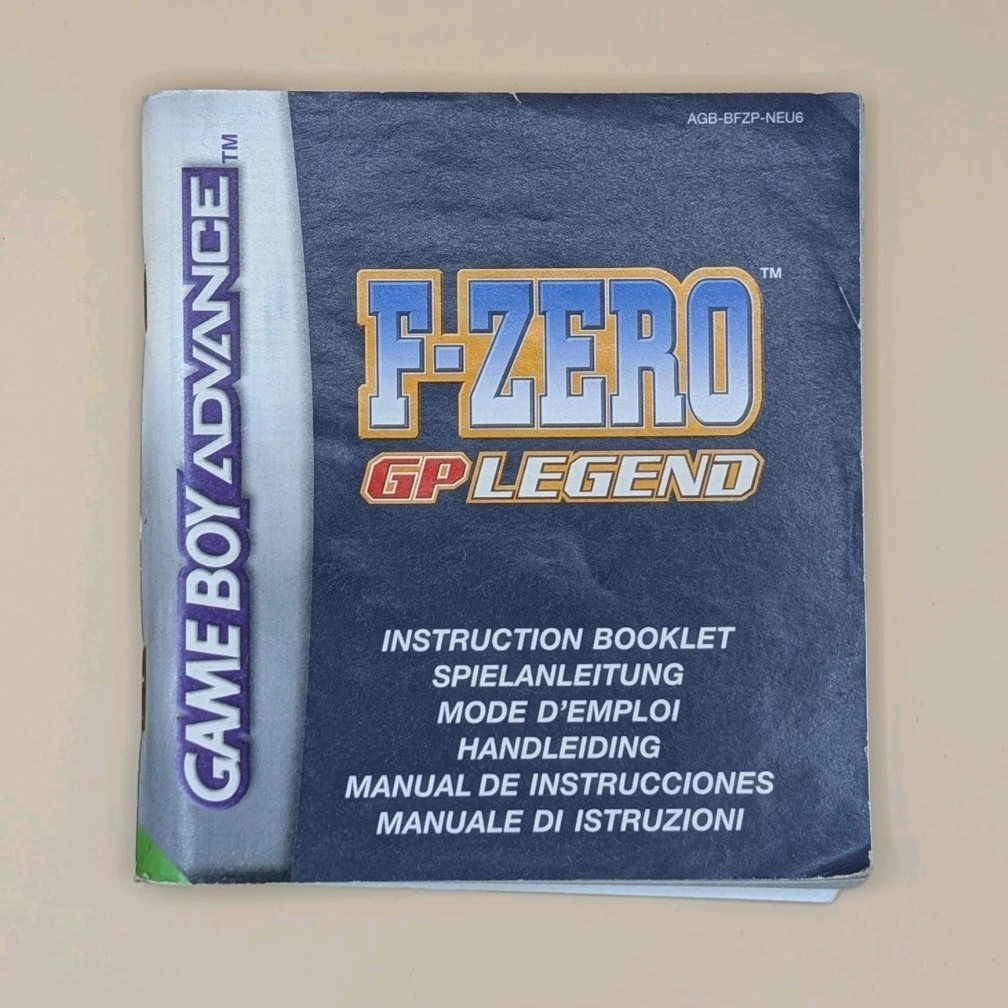 AGB-BFZP-NEU6
GAME BOY ADVANCE™
F-ZERO™
GP LEGEND
INSTRUCTION BOOKLET
SPIELANLEITUNG
MODE D'EMPLOI
HANDLEIDING
MANUAL DE INSTRUCCIONES
MANUALE DI ISTRUZIONI